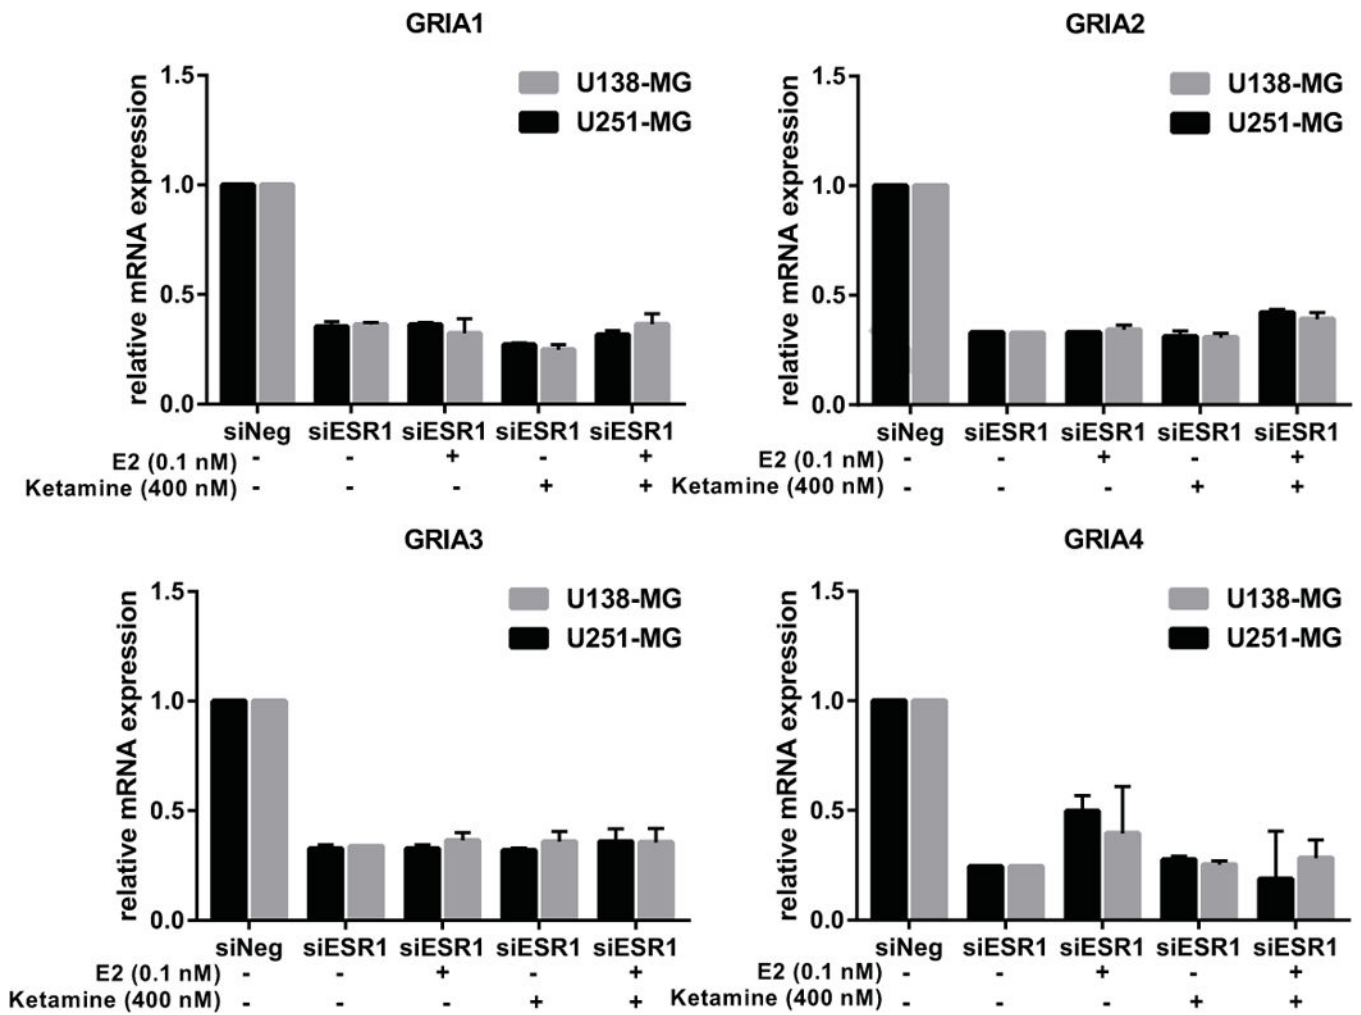 GRIA1
relative mRNA expression
1.5
1.0
0.5
0.0
U138-MG
U251-MG
siNeg siESR1 siESR1 siESR1 siESR1
E2 (0.1 nM) - - + - +
Ketamine (400 nM) - - - + +
GRIA2
relative mRNA expression
1.5
1.0
0.5
0.0
U138-MG
U251-MG
siNeg siESR1 siESR1 siESR1 siESR1
E2 (0.1 nM) - - + - +
Ketamine (400 nM) - - - + +
GRIA3
relative mRNA expression
1.5
1.0
0.5
0.0
U138-MG
U251-MG
siNeg siESR1 siESR1 siESR1 siESR1
E2 (0.1 nM) - - + - +
Ketamine (400 nM) - - - + +
GRIA4
relative mRNA expression
1.5
1.0
0.5
0.0
U138-MG
U251-MG
siNeg siESR1 siESR1 siESR1 siESR1
E2 (0.1 nM) - - + - +
Ketamine (400 nM) - - - + +